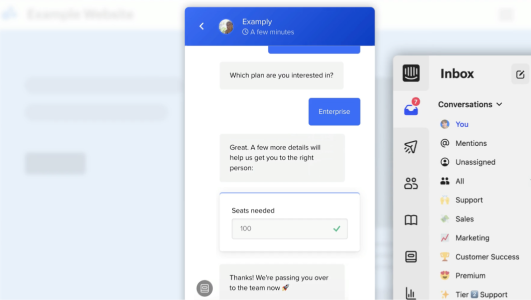 Example Website
Examply
A few minutes
Which plan are you interested in?
Enterprise
Great. A few more details will
help us get you to the right
person:
Seats needed
100
Thanks! We're passing you over
to the team now 🚀
Inbox
7
Conversations
You
@ Mentions
Unassigned
All
🙌 Support
💸 Sales
📈 Marketing
🏆 Customer Success
😍 Premium
✨ Tier 2️⃣ Support